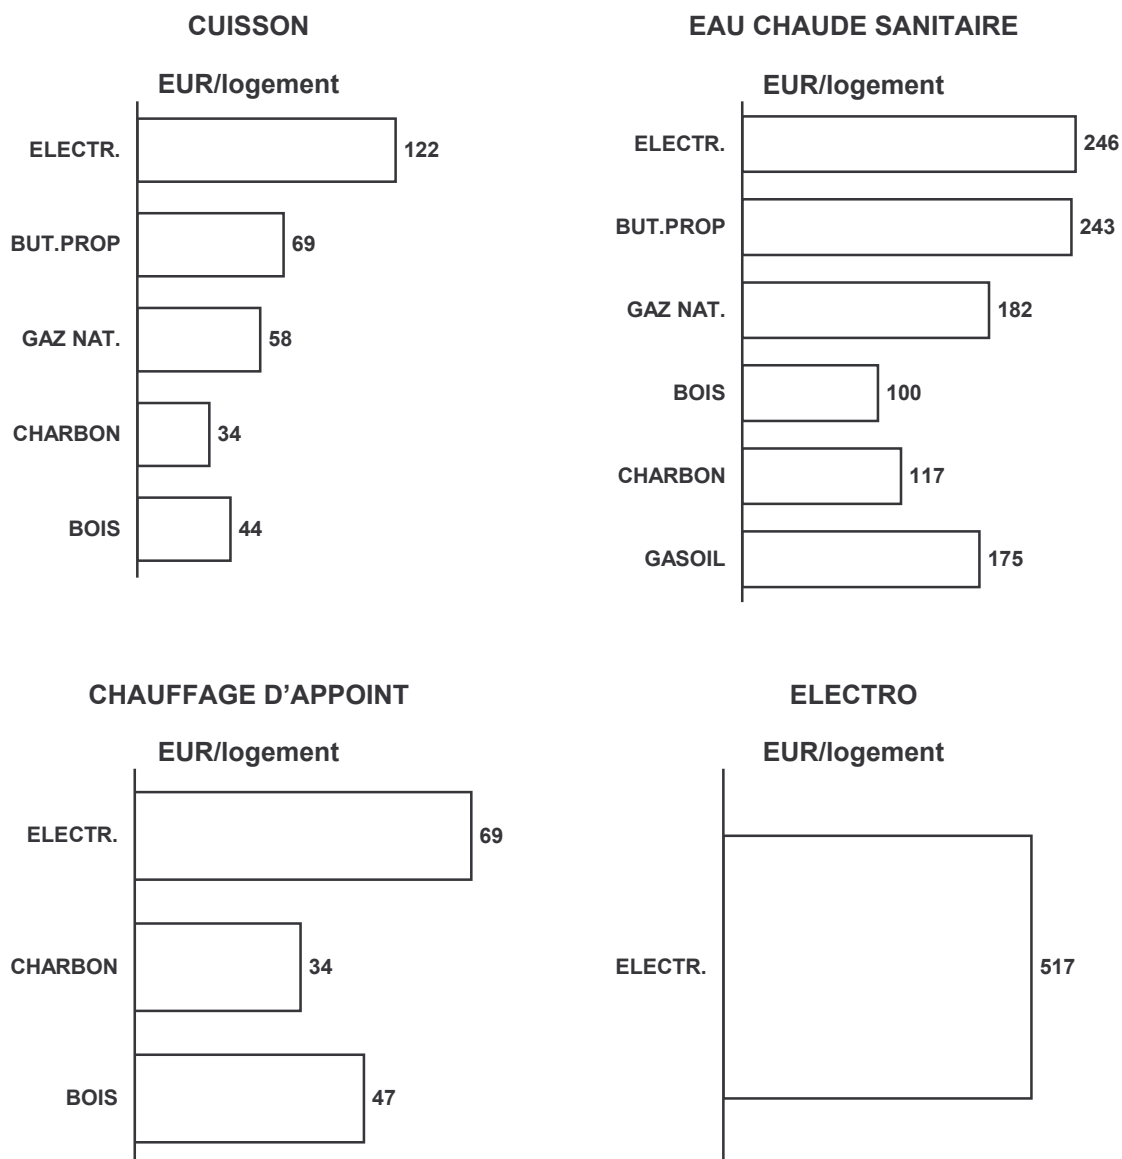 CUISSON
EUR/logement
ELECTR. 122
BUT.PROP 69
GAZ NAT. 58
CHARBON 34
BOIS 44
EAU CHAUDE SANITAIRE
EUR/logement
ELECTR. 246
BUT.PROP 243
GAZ NAT. 182
BOIS 100
CHARBON 117
GASOIL 175
CHAUFFAGE D’APPOINT
EUR/logement
ELECTR. 69
CHARBON 34
BOIS 47
ELECTRO
EUR/logement
ELECTR. 517